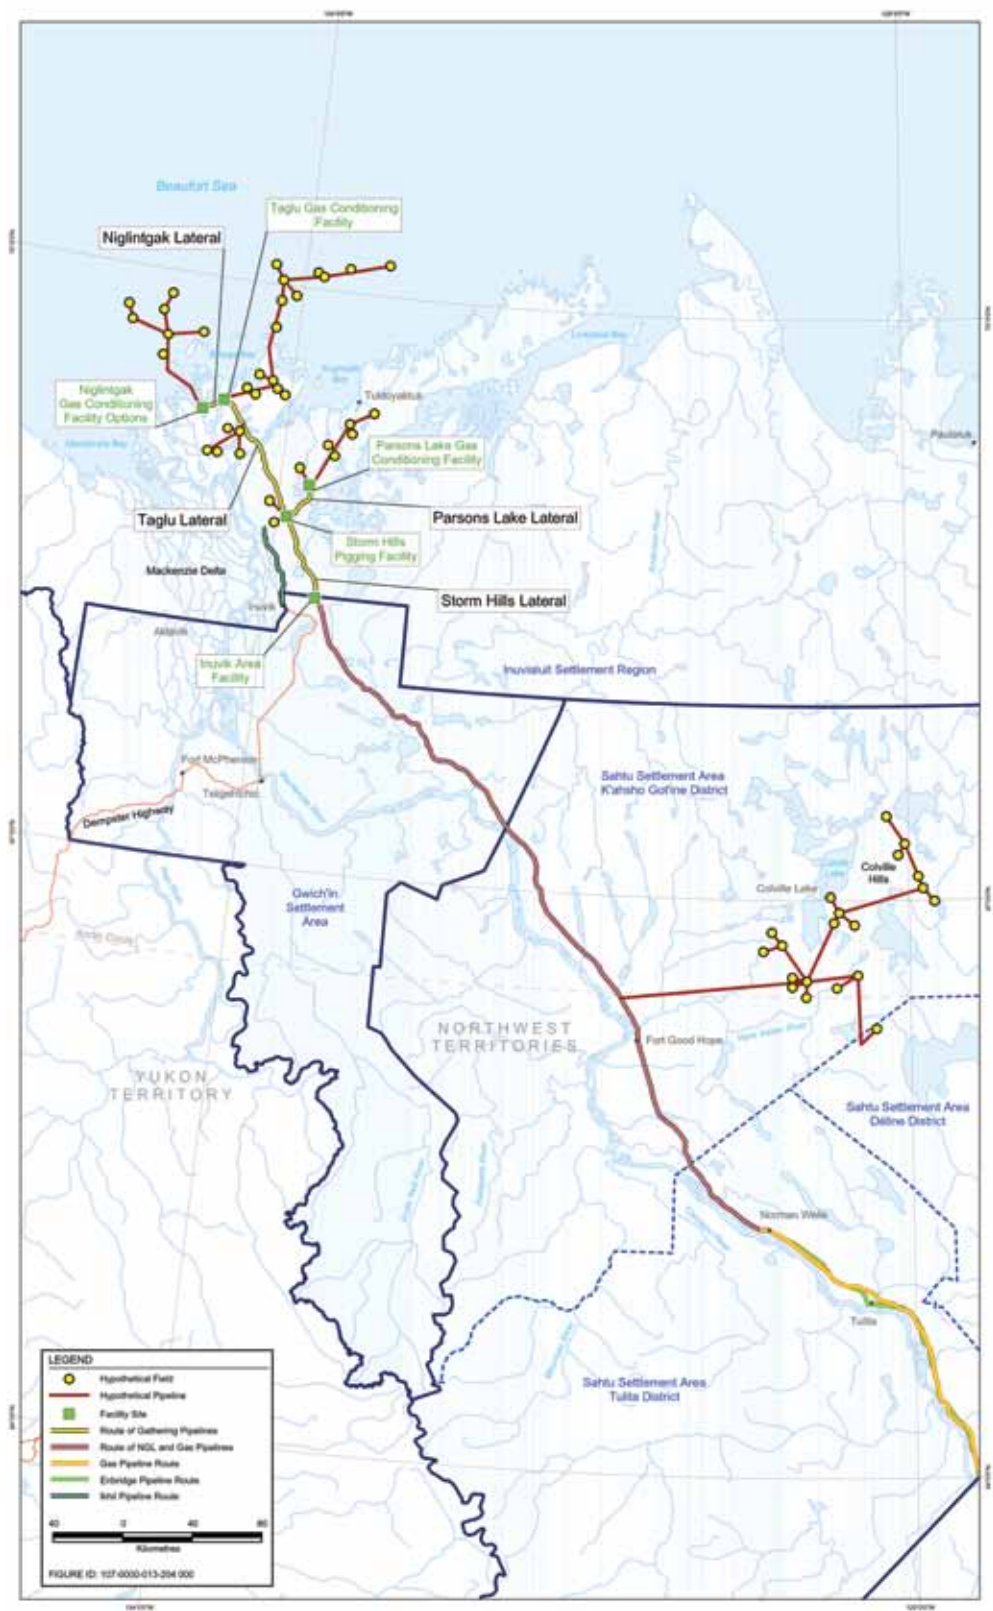 Beaufort Sea
Taglu Gas Conditioning
Facility
Niglintgak Lateral
Niglintgak
Gas Conditioning
Facility Options
Tuktoyaktuk
Parsons Lake Gas
Conditioning Facility
Paulatuk
Taglu Lateral
Parsons Lake Lateral
Storm Hills
Pigging Facility
Mackenzie Delta
Storm Hills Lateral
Inuvik
Aklavik
Inuvik Area
Facility
Inuvialuit Settlement Region
Fort McPherson
Tsiigehtchic
Dempster Highway
Sahtu Settlement Area
K'ahsho Got'ine District
Colville Lake
Colville
Hills
Gwich'in
Settlement
Area
Arctic Circle
NORTHWEST
TERRITORIES
Fort Good Hope
YUKON
TERRITORY
Sahtu Settlement Area
Déline District
Norman Wells
Tulita
Sahtu Settlement Area
Tulita District
LEGEND
Hypothetical Field
Hypothetical Pipeline
Facility Site
Route of Gathering Pipelines
Route of NGL and Gas Pipelines
Gas Pipeline Route
Enbridge Pipeline Route
Ikhil Pipeline Route
40 0 40 80
Kilometres
FIGURE ID: 107-0000-013-204 000